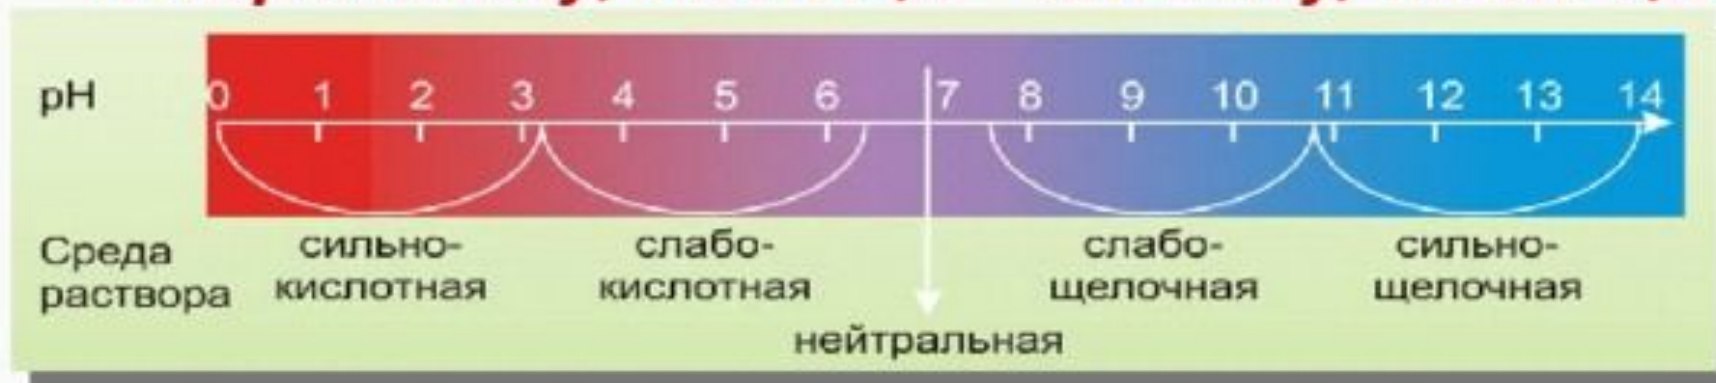 pH 0 1 2 3 4 5 6 7 8 9 10 11 12 13 14
Среда раствора
сильно-
кислотная
слабо-
кислотная
нейтральная
слабо-
щелочная
сильно-
щелочная